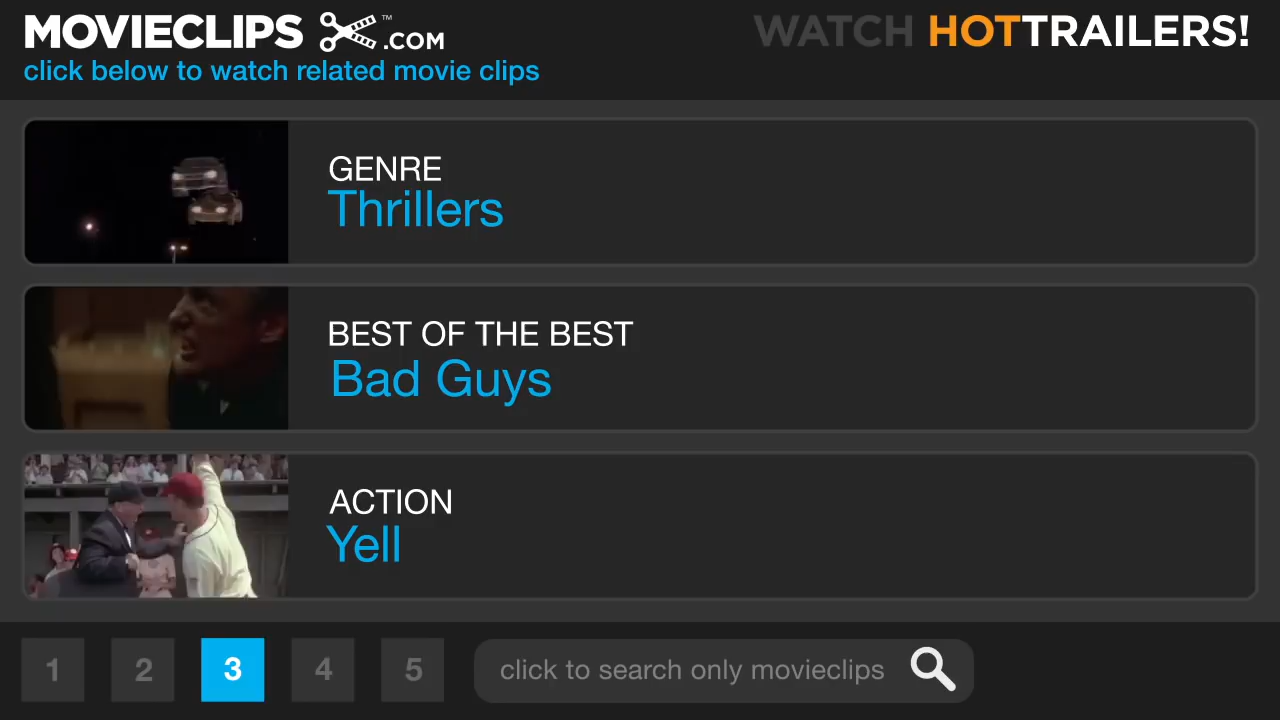 MOVIECLIPS ™ .COM
WATCH HOTTRAILERS!
click below to watch related movie clips
GENRE
Thrillers
BEST OF THE BEST
Bad Guys
ACTION
Yell
1 2 3 4 5
click to search only movieclips